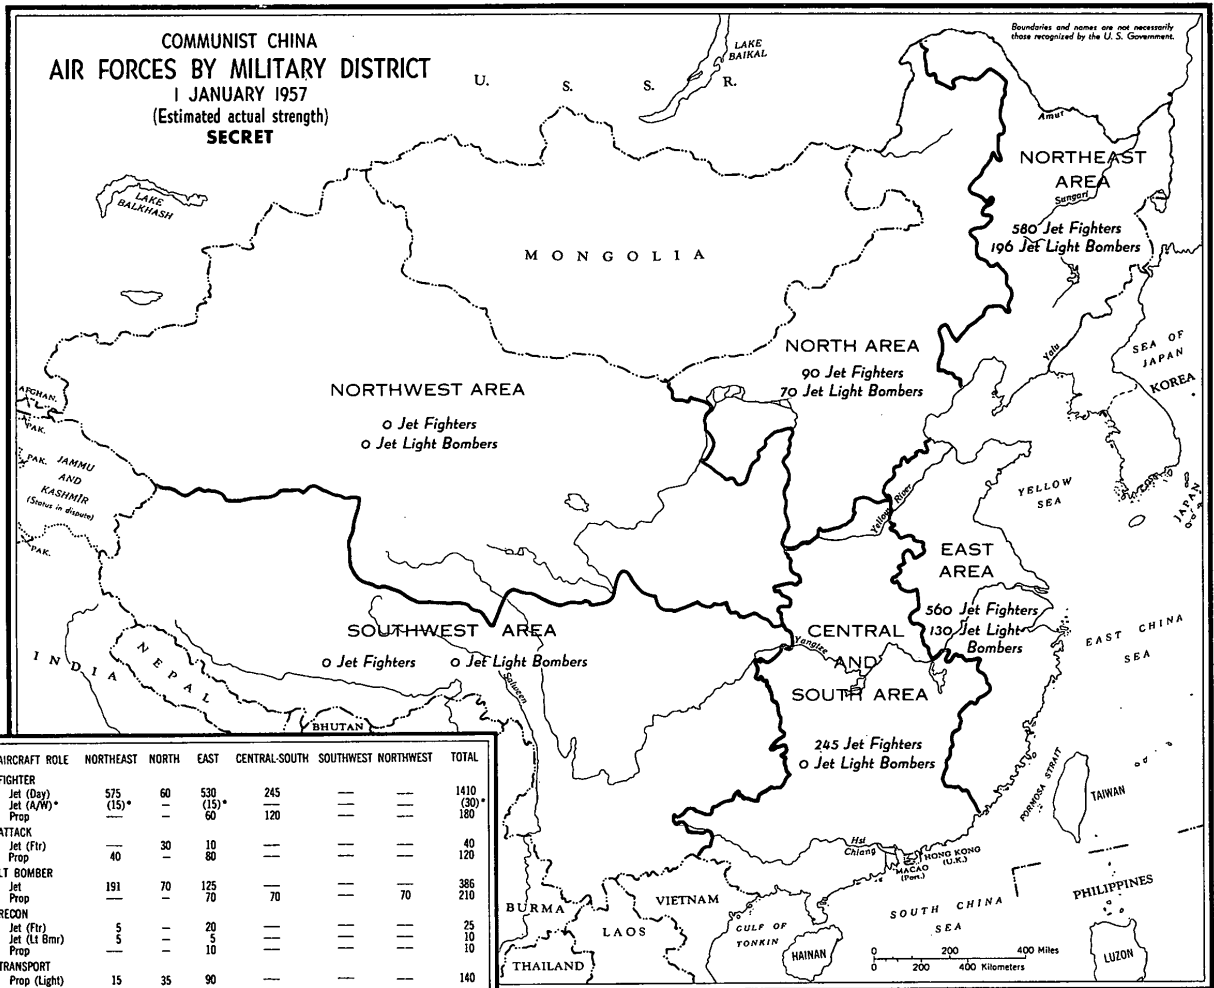 COMMUNIST CHINA
AIR FORCES BY MILITARY DISTRICT
1 JANUARY 1957
(Estimated actual strength)
SECRET
Boundaries and names are not necessarily
those recognized by the U. S. Government.
LAKE
BAIKAL
U. S. S. R.
Amur
NORTHEAST
AREA
Sungari
580 Jet Fighters
196 Jet Light Bombers
LAKE
BALKHASH
MONGOLIA
NORTH AREA
90 Jet Fighters
70 Jet Light Bombers
Yalu
SEA OF
JAPAN
KOREA
NORTHWEST AREA
0 Jet Fighters
0 Jet Light Bombers
AFGHAN.
PAK.
PAK.
JAMMU
AND
KASHMIR
(Status in dispute)
PAK.
YELLOW
SEA
JAPAN
Yellow River
EAST
AREA
560 Jet Fighters
130 Jet Light
Bombers
SOUTHWEST AREA
0 Jet Fighters 0 Jet Light Bombers
Yangtze
CENTRAL
AND
SOUTH AREA
245 Jet Fighters
0 Jet Light Bombers
EAST CHINA
SEA
INDIA
NEPAL
Salween
BHUTAN
FORMOSA STRAIT
TAIWAN
Hsi
Chiang
HONG KONG
(U.K.)
MACAO
(Port.)
BURMA
VIETNAM
LAOS
GULF OF
TONKIN
HAINAN
THAILAND
SOUTH CHINA
SEA
PHILIPPINES
LUZON
0 200 400 Miles
0 200 400 Kilometers
AIRCRAFT ROLE NORTHEAST NORTH EAST CENTRAL-SOUTH SOUTHWEST NORTHWEST TOTAL
FIGHTER
Jet (Day) 575 60 530 245 — — 1410
Jet (A/W)* (15)* — (15)* — — — (30)*
Prop — — 60 120 — — 180
ATTACK
Jet (Ftr) — 30 10 — — — 40
Prop 40 — 80 — — — 120
LT BOMBER
Jet 191 70 125 — — — 386
Prop — — 70 70 — 70 210
RECON
Jet (Ftr) 5 — 20 — — — 25
Jet (Lt Bmr) 5 — 5 — — — 10
Prop — — 10 — — — 10
TRANSPORT
Prop (Light) 15 35 90 — — — 140